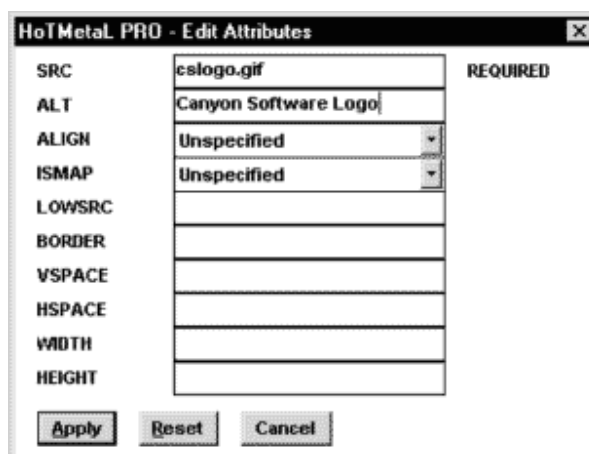 HoTMetaL PRO - Edit Attributes
SRC cslogo.gif REQUIRED
ALT Canyon Software Logo
ALIGN Unspecified
ISMAP Unspecified
LOWSRC
BORDER
VSPACE
HSPACE
WIDTH
HEIGHT
Apply Reset Cancel